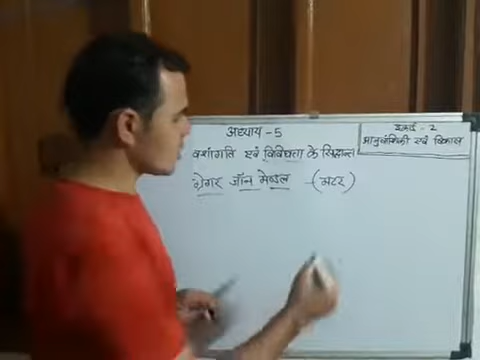 अध्याय - 5
इकाई - 2
आनुवंशिकी एवं विकास
वंशागति एवं विविधता के सिद्धान्त
ग्रेगर जॉन मेण्डल - (मटर)